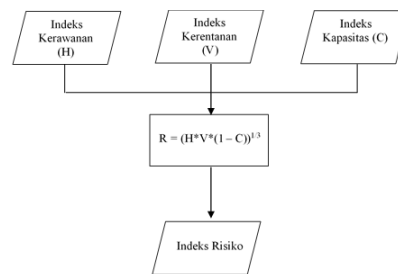 Indeks
Kerawanan
(H)
Indeks
Kerentanan
(V)
Indeks
Kapasitas (C)
R = (H*V*(1 – C))¹/³
Indeks Risiko